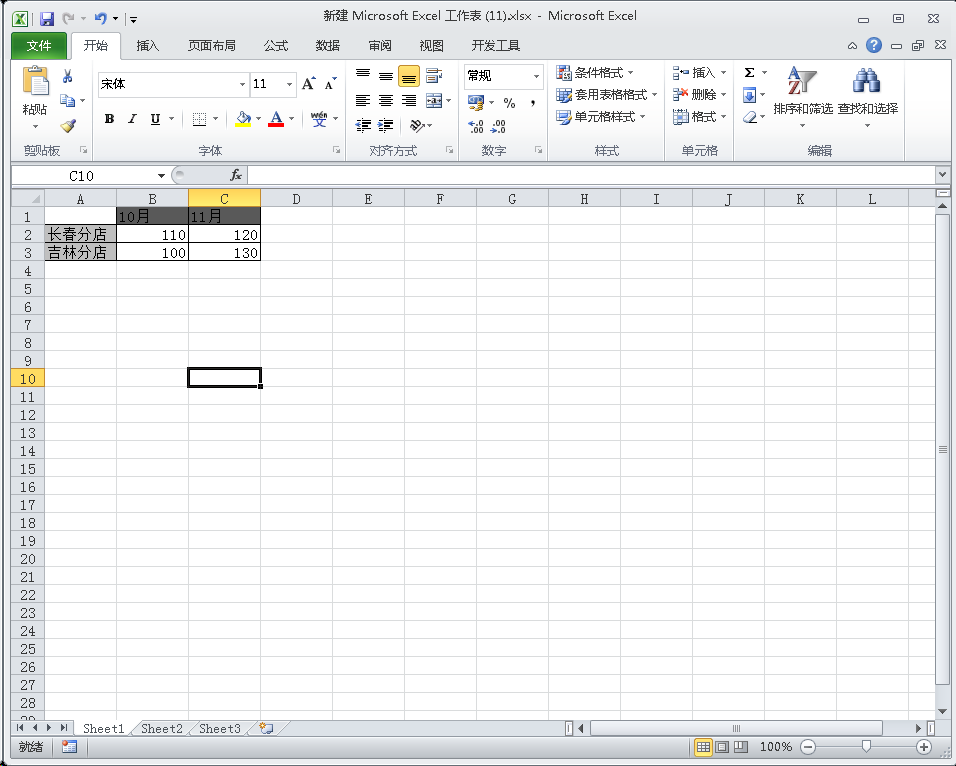 新建 Microsoft Excel 工作表 (11).xlsx - Microsoft Excel
文件 开始 插入 页面布局 公式 数据 审阅 视图 开发工具
粘贴
剪贴板
宋体 11
B I U A wén 文
字体
对齐方式
常规
% ,
数字
条件格式
套用表格格式
单元格样式
样式
插入
删除
格式
单元格
Σ
排序和筛选 查找和选择
编辑
C10 fx
A B C D E F G H I J K L
1 10月 11月
2 长春分店 110 120
3 吉林分店 100 130
4
5
6
7
8
9
10
11
12
13
14
15
16
17
18
19
20
21
22
23
24
25
26
27
28
29
Sheet1 Sheet2 Sheet3
就绪 100%